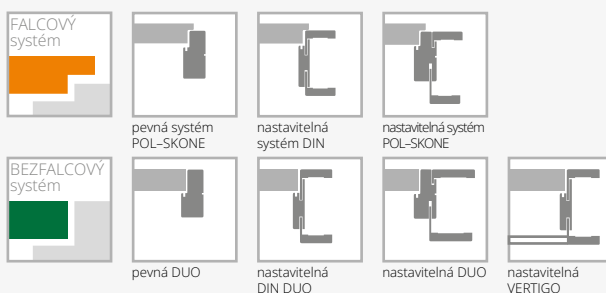 FALCOVÝ
systém
pevná systém
POL–SKONE
nastavitelná
systém DIN
nastavitelná systém
POL–SKONE
BEZFALCOVÝ
systém
pevná DUO
nastavitelná
DIN DUO
nastavitelná DUO
nastavitelná
VERTIGO